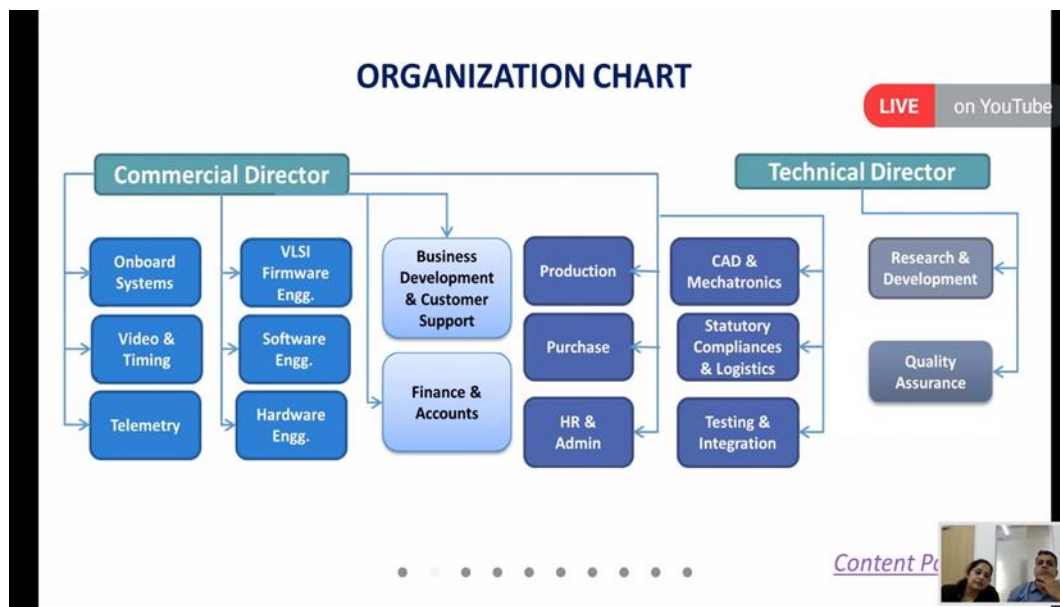 ORGANIZATION CHART
LIVE on YouTube
Commercial Director
Technical Director
Onboard
Systems
VLSI
Firmware
Engg.
Business
Development
& Customer
Support
Production
CAD &
Mechatronics
Research &
Development
Video &
Timing
Software
Engg.
Purchase
Statutory
Compliances
& Logistics
Quality
Assurance
Telemetry
Hardware
Engg.
Finance &
Accounts
HR &
Admin
Testing &
Integration
Content